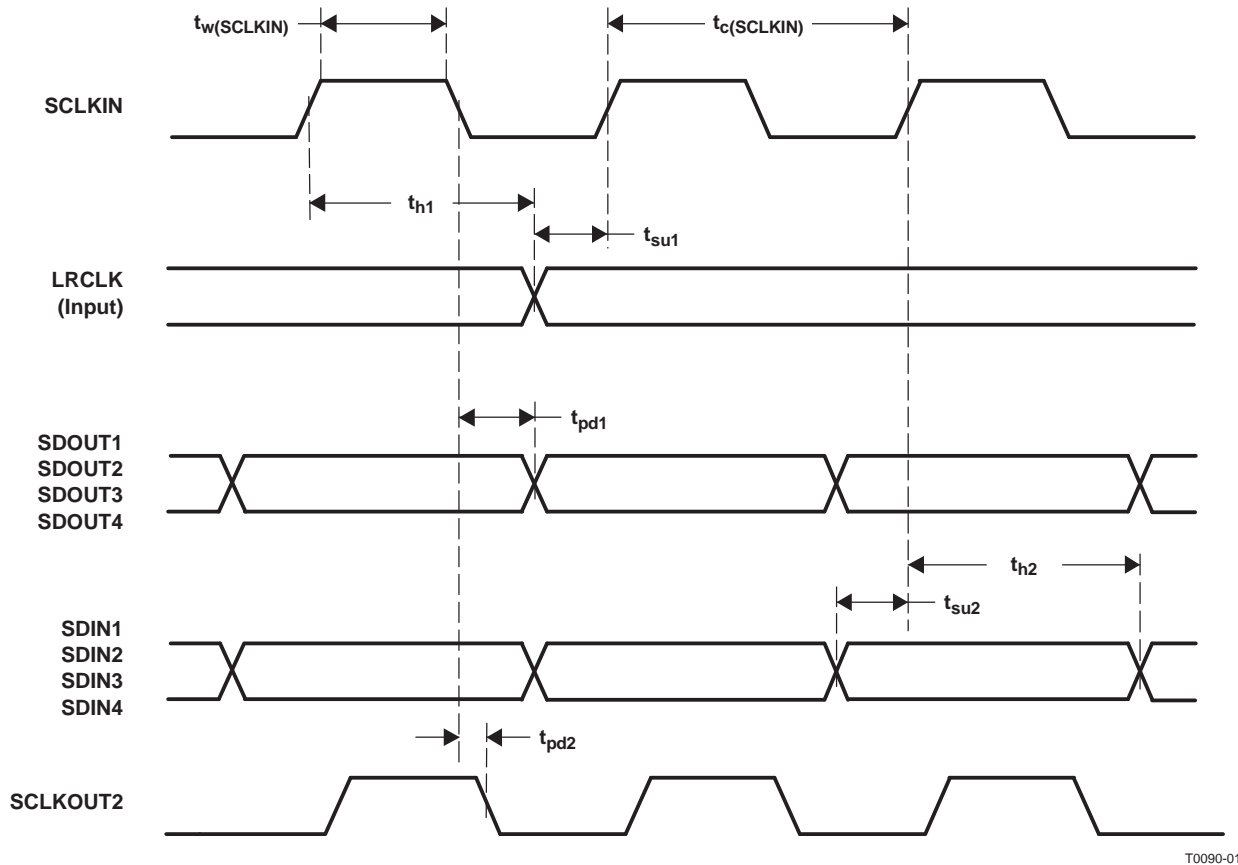 tw(SCLKIN)
tc(SCLKIN)
SCLKIN
th1
tsu1
LRCLK
(Input)
tpd1
SDOUT1
SDOUT2
SDOUT3
SDOUT4
th2
tsu2
SDIN1
SDIN2
SDIN3
SDIN4
tpd2
SCLKOUT2
T0090-01